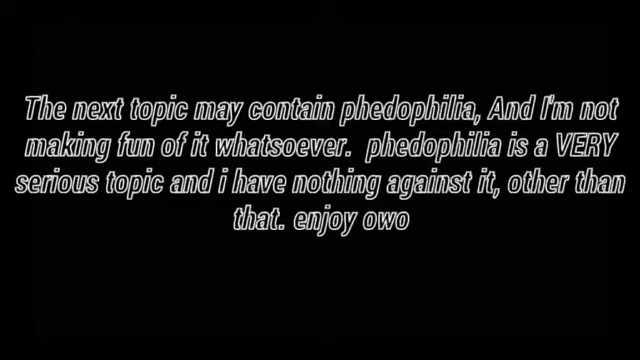 The next topic may contain phedophilia, And I'm not
making fun of it whatsoever. phedophilia is a VERY
serious topic and i have nothing against it, other than
that. enjoy owo